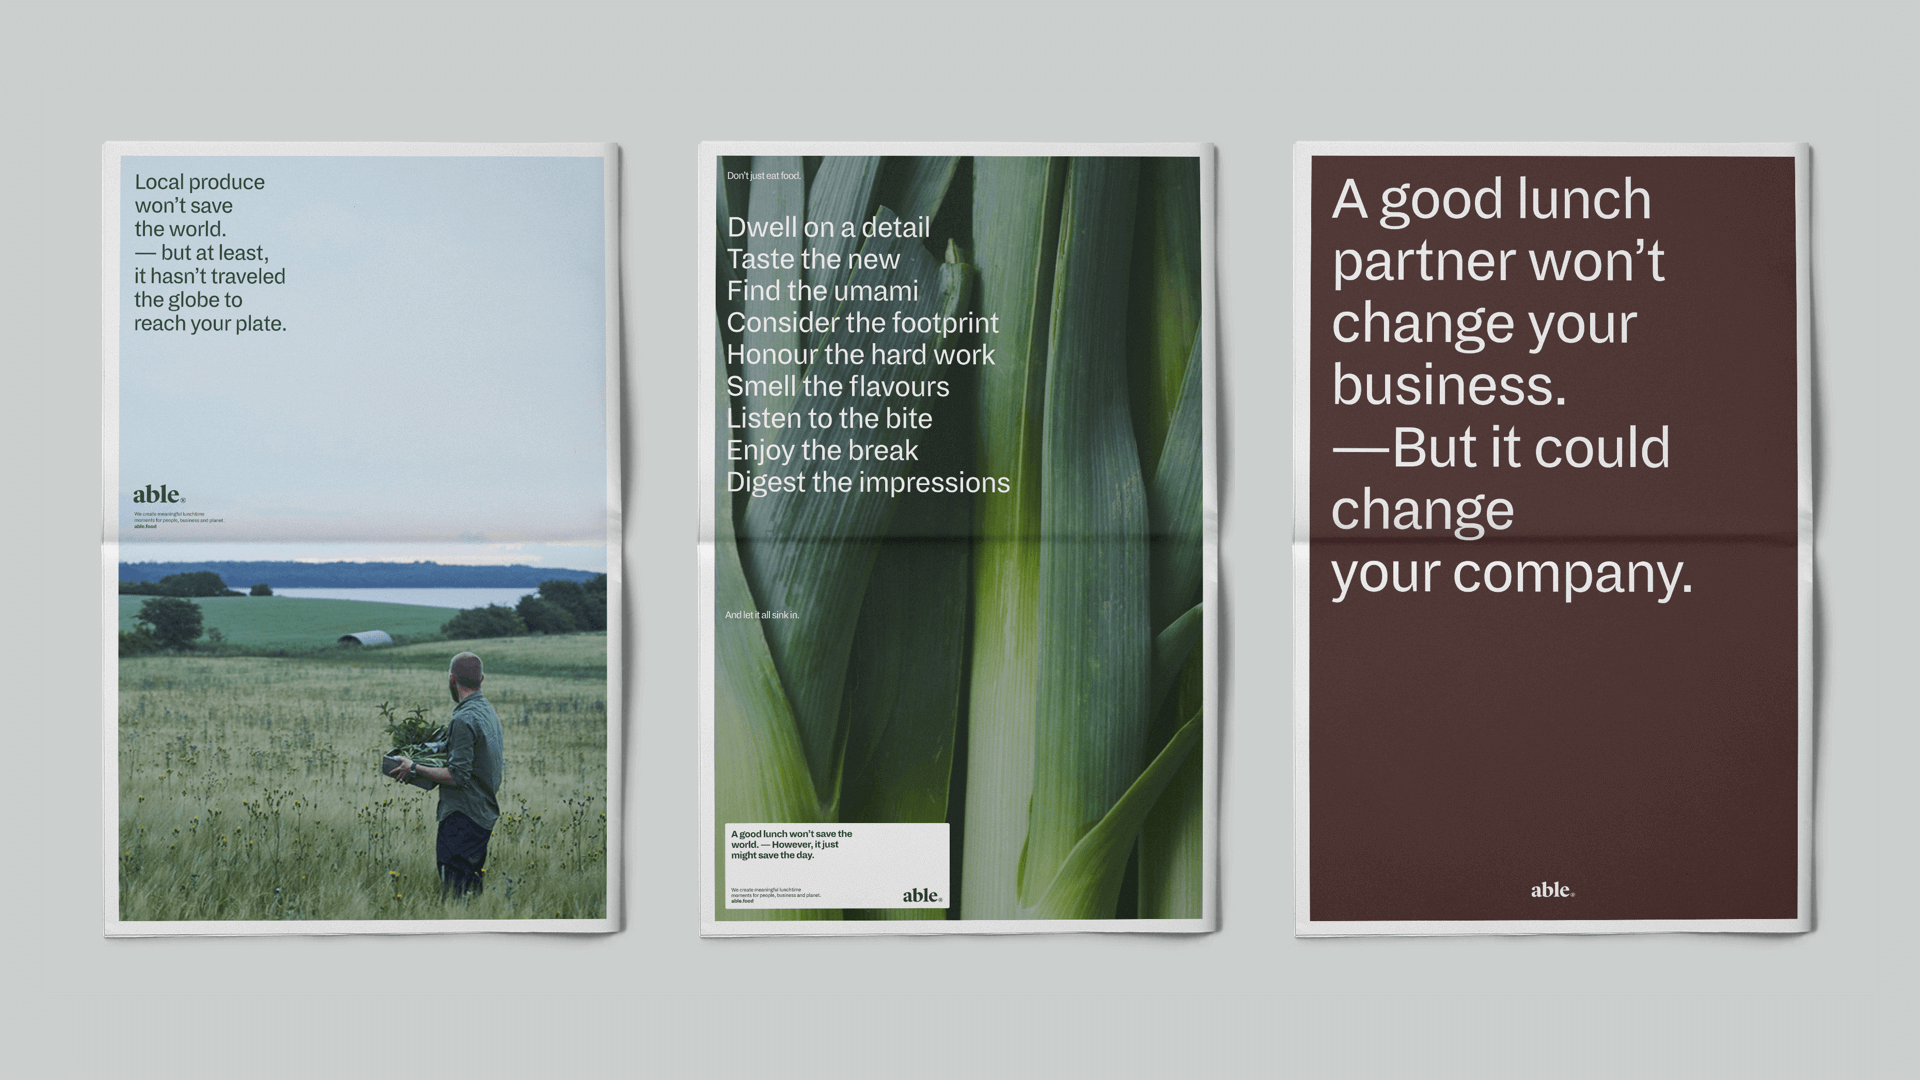 Local produce
won't save
the world.
— but at least,
it hasn't traveled
the globe to
reach your plate.
able.®
We create meaningful lunchtime
moments for people, business and planet.
able.food
Don't just eat food.
Dwell on a detail
Taste the new
Find the umami
Consider the footprint
Honour the hard work
Smell the flavours
Listen to the bite
Enjoy the break
Digest the impressions
And let it all sink in.
A good lunch won't save the
world. — However, it just
might save the day.
We create meaningful lunchtime
moments for people, business and planet.
able.food
able.®
A good lunch
partner won't
change your
business.
—But it could
change
your company.
able.®